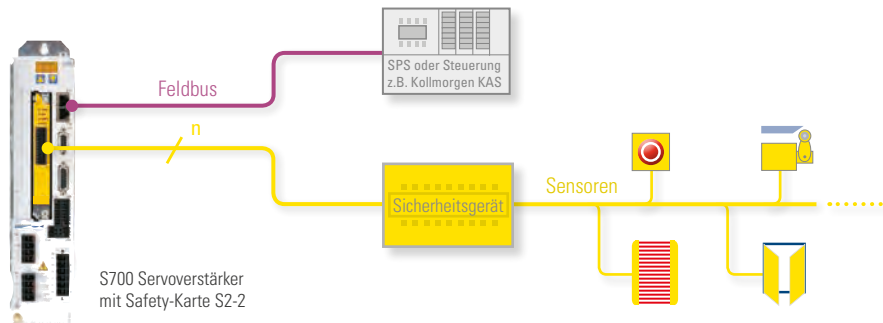 SPS oder Steuerung
z.B. Kollmorgen KAS
Feldbus
n
Sensoren
Sicherheitsgerät
S700 Servoverstärker
mit Safety-Karte S2-2